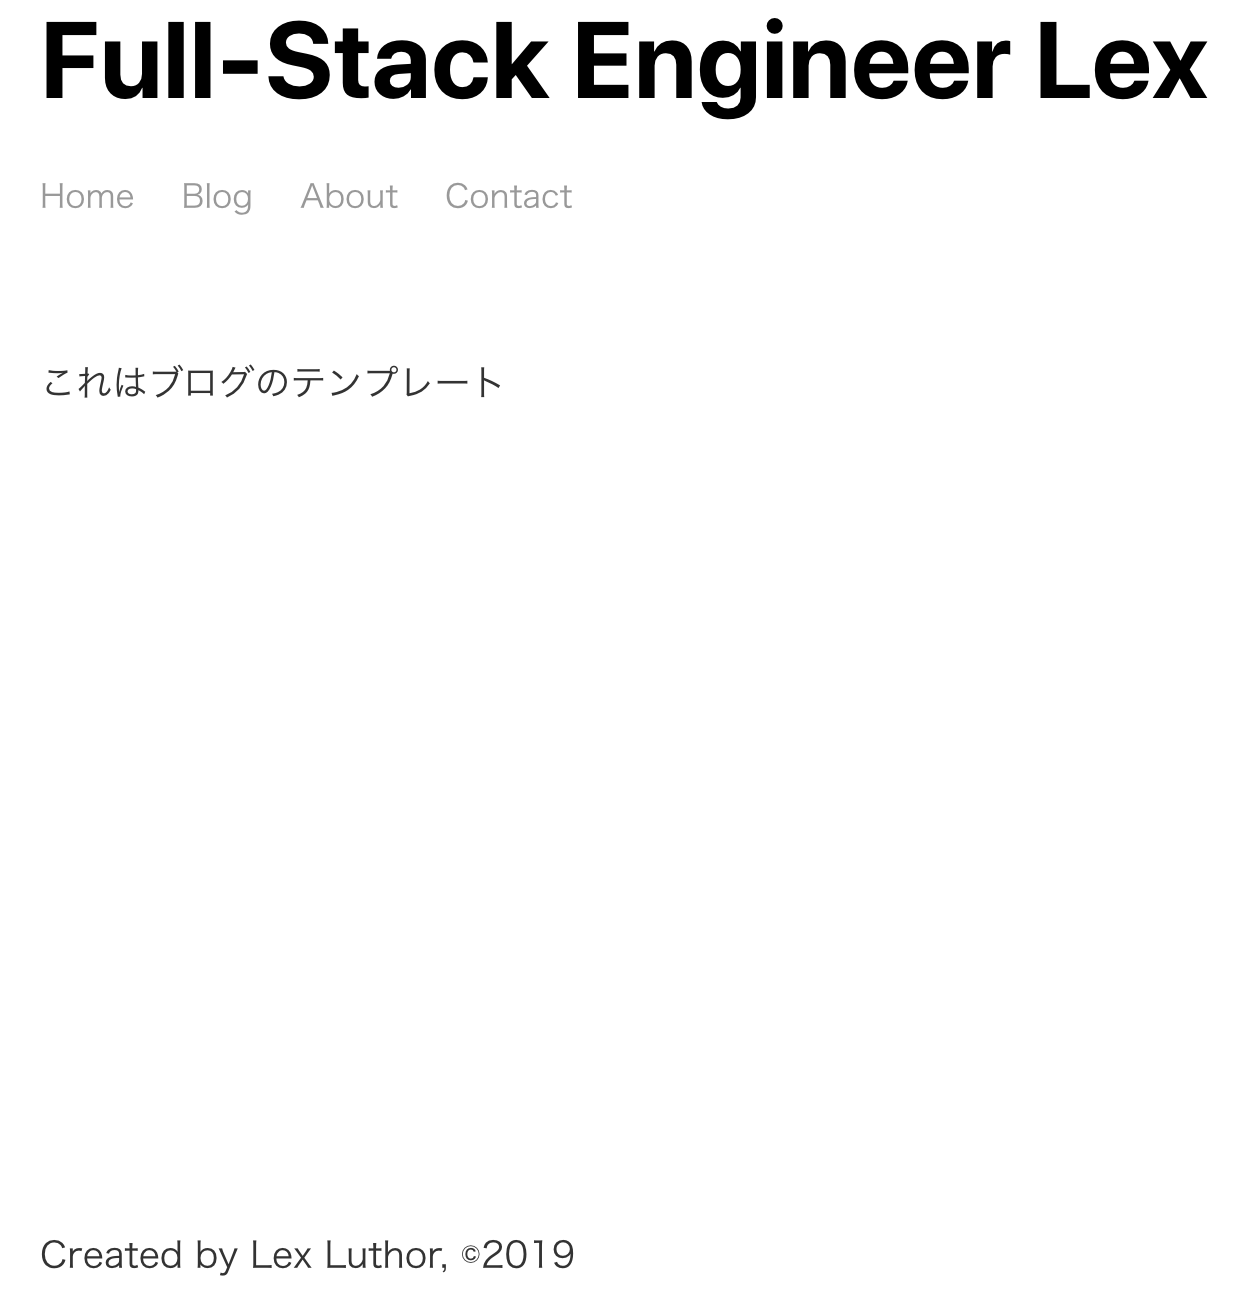 Full-Stack Engineer Lex
Home Blog About Contact
これはブログのテンプレート
Created by Lex Luthor, ©2019